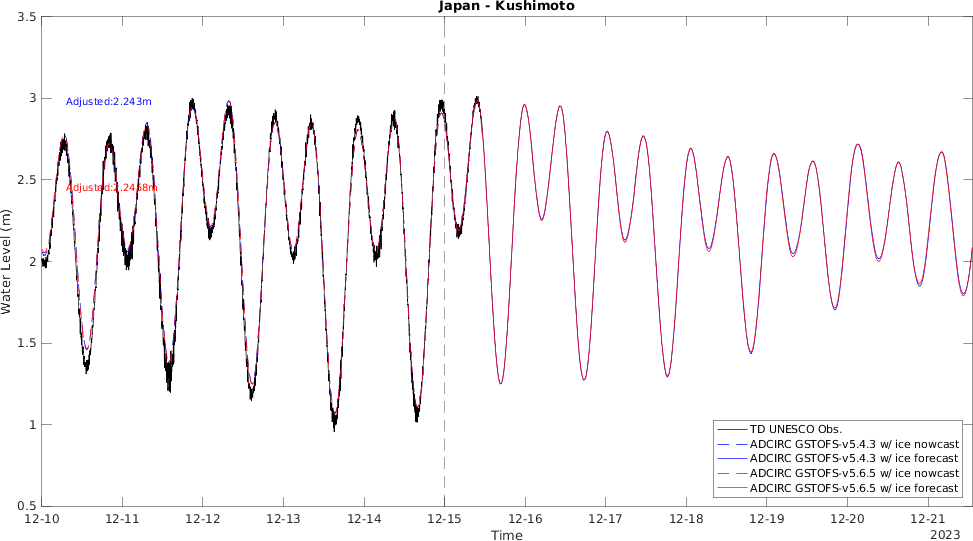 Japan - Kushimoto
3.5
3
2.5
2
1.5
1
0.5
Water Level (m)
Adjusted:2.243m
Adjusted:2.2468m
TD UNESCO Obs.
ADCIRC GSTOFS-v5.4.3 w/ ice nowcast
ADCIRC GSTOFS-v5.4.3 w/ ice forecast
ADCIRC GSTOFS-v5.6.5 w/ ice nowcast
ADCIRC GSTOFS-v5.6.5 w/ ice forecast
12-10 12-11 12-12 12-13 12-14 12-15 12-16 12-17 12-18 12-19 12-20 12-21
Time
2023